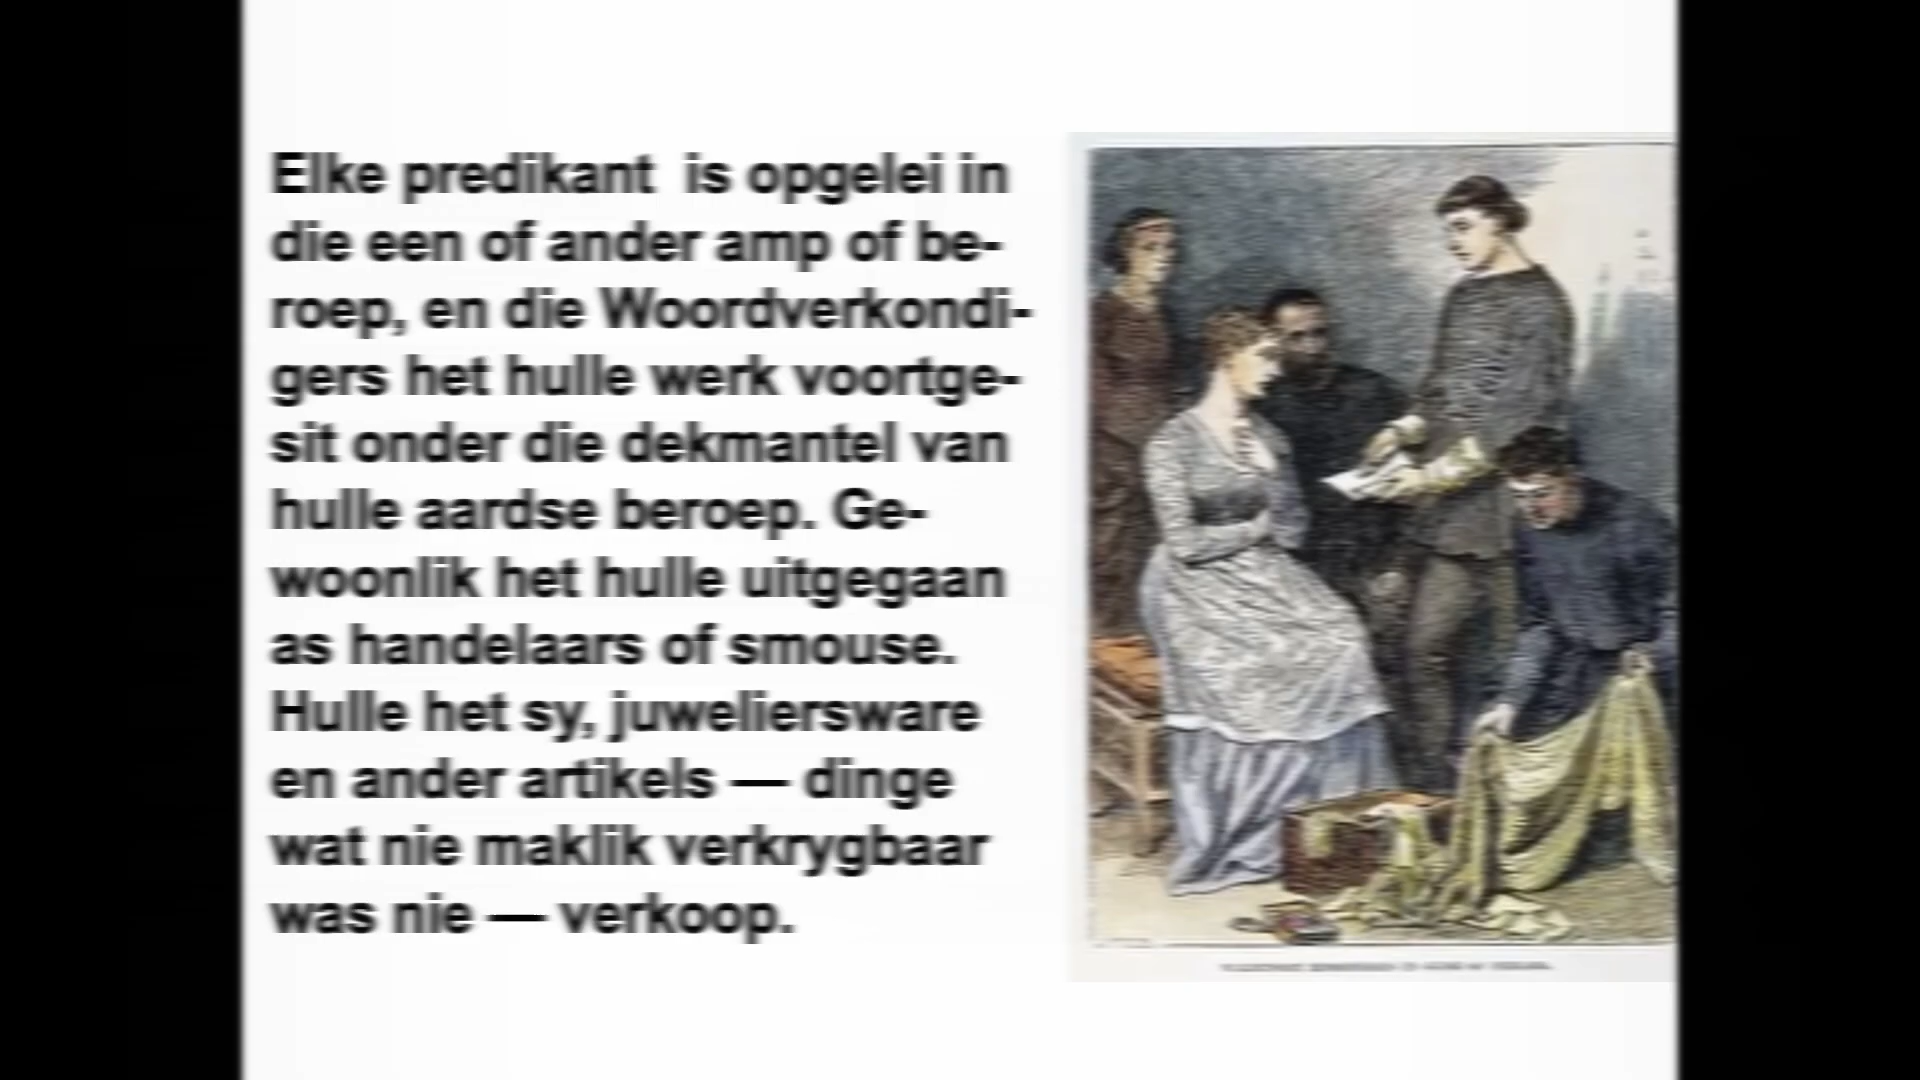 Elke predikant is opgelei in
die een of ander amp of be-
roep, en die Woordverkondi-
gers het hulle werk voortge-
sit onder die dekmantel van
hulle aardse beroep. Ge-
woonlik het hulle uitgegaan
as handelaars of smouse.
Hulle het sy, juweliersware
en ander artikels — dinge
wat nie maklik verkrygbaar
was nie — verkoop.